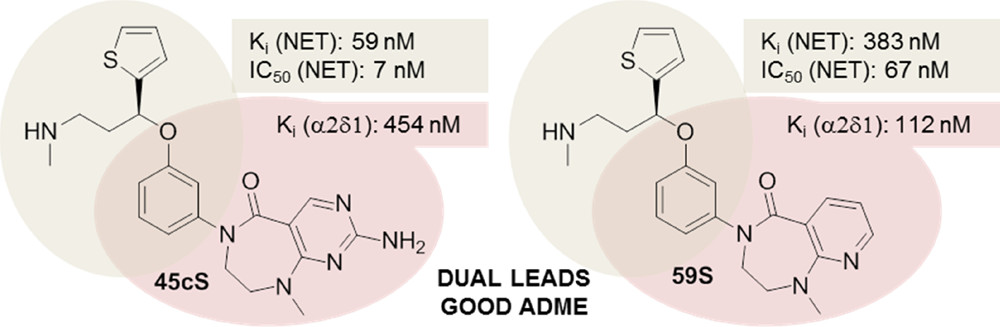 Kᵢ (NET): 59 nM
IC₅₀ (NET): 7 nM
Kᵢ (α2δ1): 454 nM
S
HN
O
O
N
N
N
N
NH₂
45cS
DUAL LEADS
GOOD ADME
Kᵢ (NET): 383 nM
IC₅₀ (NET): 67 nM
Kᵢ (α2δ1): 112 nM
S
HN
O
O
N
N
N
59S